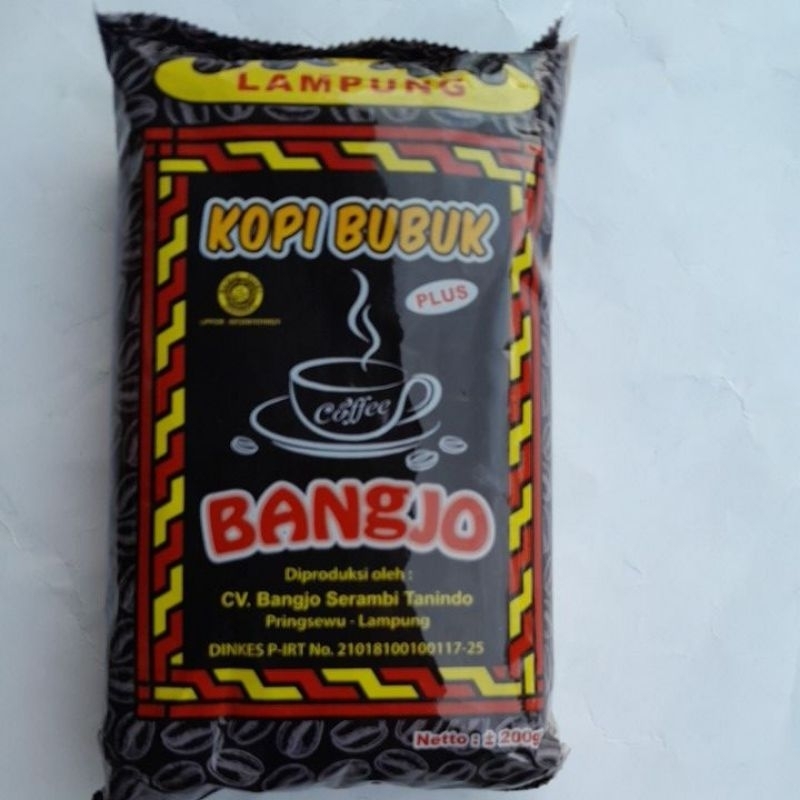 LAMPUNG
KOPI BUBUK
PLUS
Coffee
BANgJO
Diproduksi oleh :
CV. Bangjo Serambi Tanindo
Pringsewu - Lampung
DINKES P-IRT No. 21018100100117-25
Netto : ± 200g